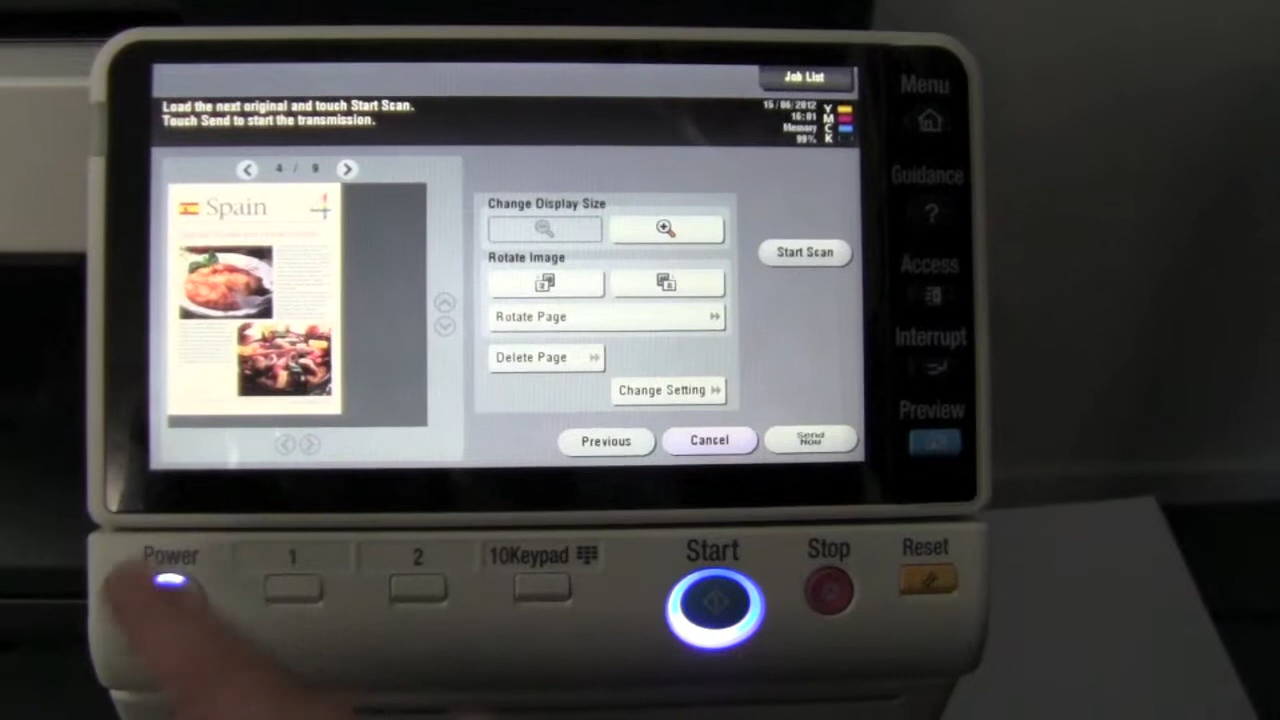 Job List
Load the next original and touch Start Scan.
Touch Send to start the transmission.
15/06/2012
16:01
Memory
99%
Y
M
C
K
4 / 9
Spain
Change Display Size
Rotate Image
Rotate Page
Delete Page
Change Setting
Start Scan
Previous
Cancel
Send
Now
Menu
Guidance
?
Access
Interrupt
Preview
Power
1
2
10Keypad
Start
Stop
Reset